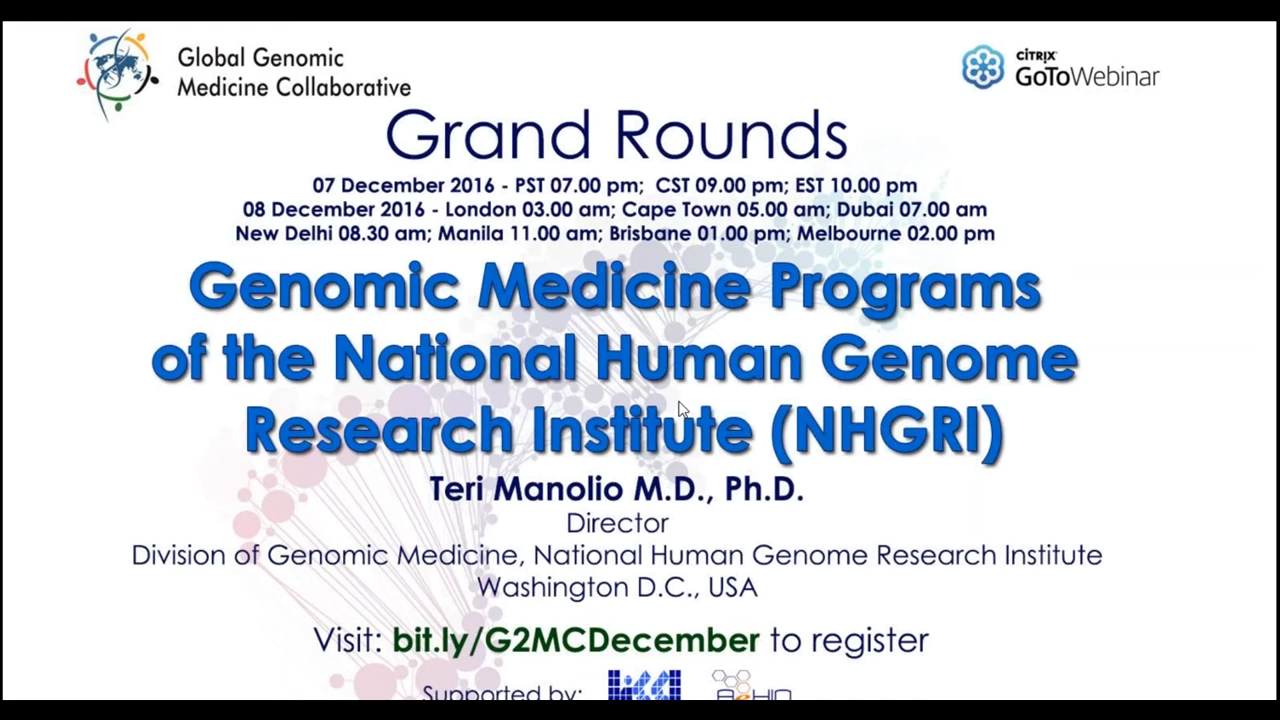 Global Genomic
Medicine Collaborative
CITRIX
GoToWebinar
Grand Rounds
07 December 2016 - PST 07.00 pm; CST 09.00 pm; EST 10.00 pm
08 December 2016 - London 03.00 am; Cape Town 05.00 am; Dubai 07.00 am
New Delhi 08.30 am; Manila 11.00 am; Brisbane 01.00 pm; Melbourne 02.00 pm
Genomic Medicine Programs
of the National Human Genome
Research Institute (NHGRI)
Teri Manolio M.D., Ph.D.
Director
Division of Genomic Medicine, National Human Genome Research Institute
Washington D.C., USA
Visit: bit.ly/G2MCDecember to register
Supported by: